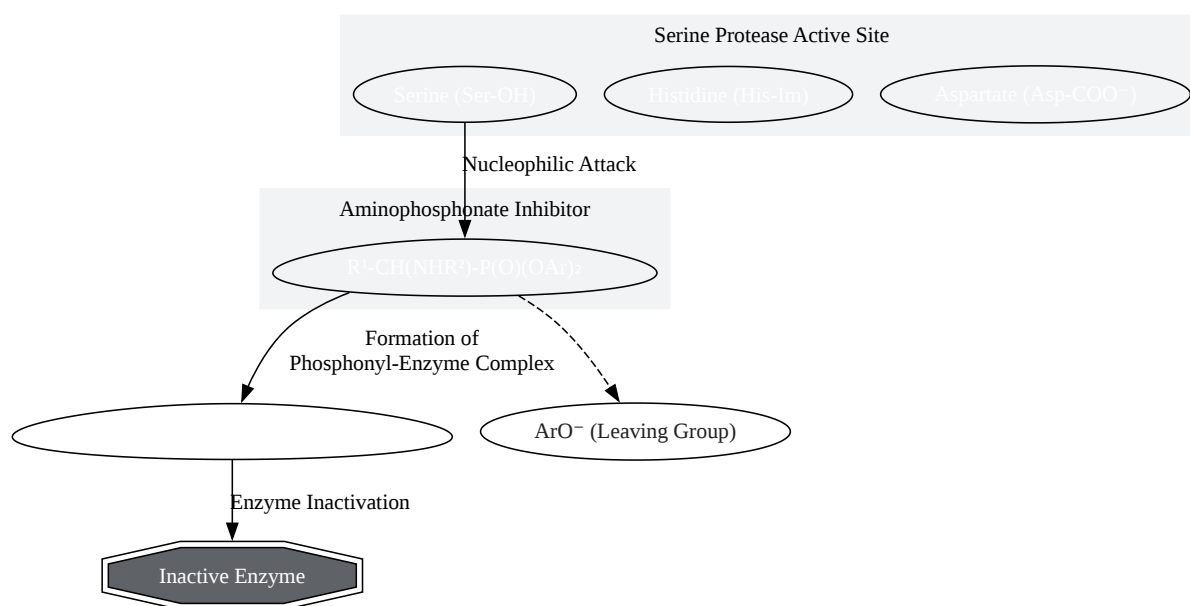 Serine Protease Active Site
Serine (Ser-OH)
Histidine (His-Im)
Aspartate (Asp-COO⁻)
Nucleophilic Attack
Aminophosphonate Inhibitor
R¹-CH(NHR²)-P(O)(OAr)₂
Formation of
Phosphonyl-Enzyme Complex
ArO⁻ (Leaving Group)
Enzyme Inactivation
Inactive Enzyme